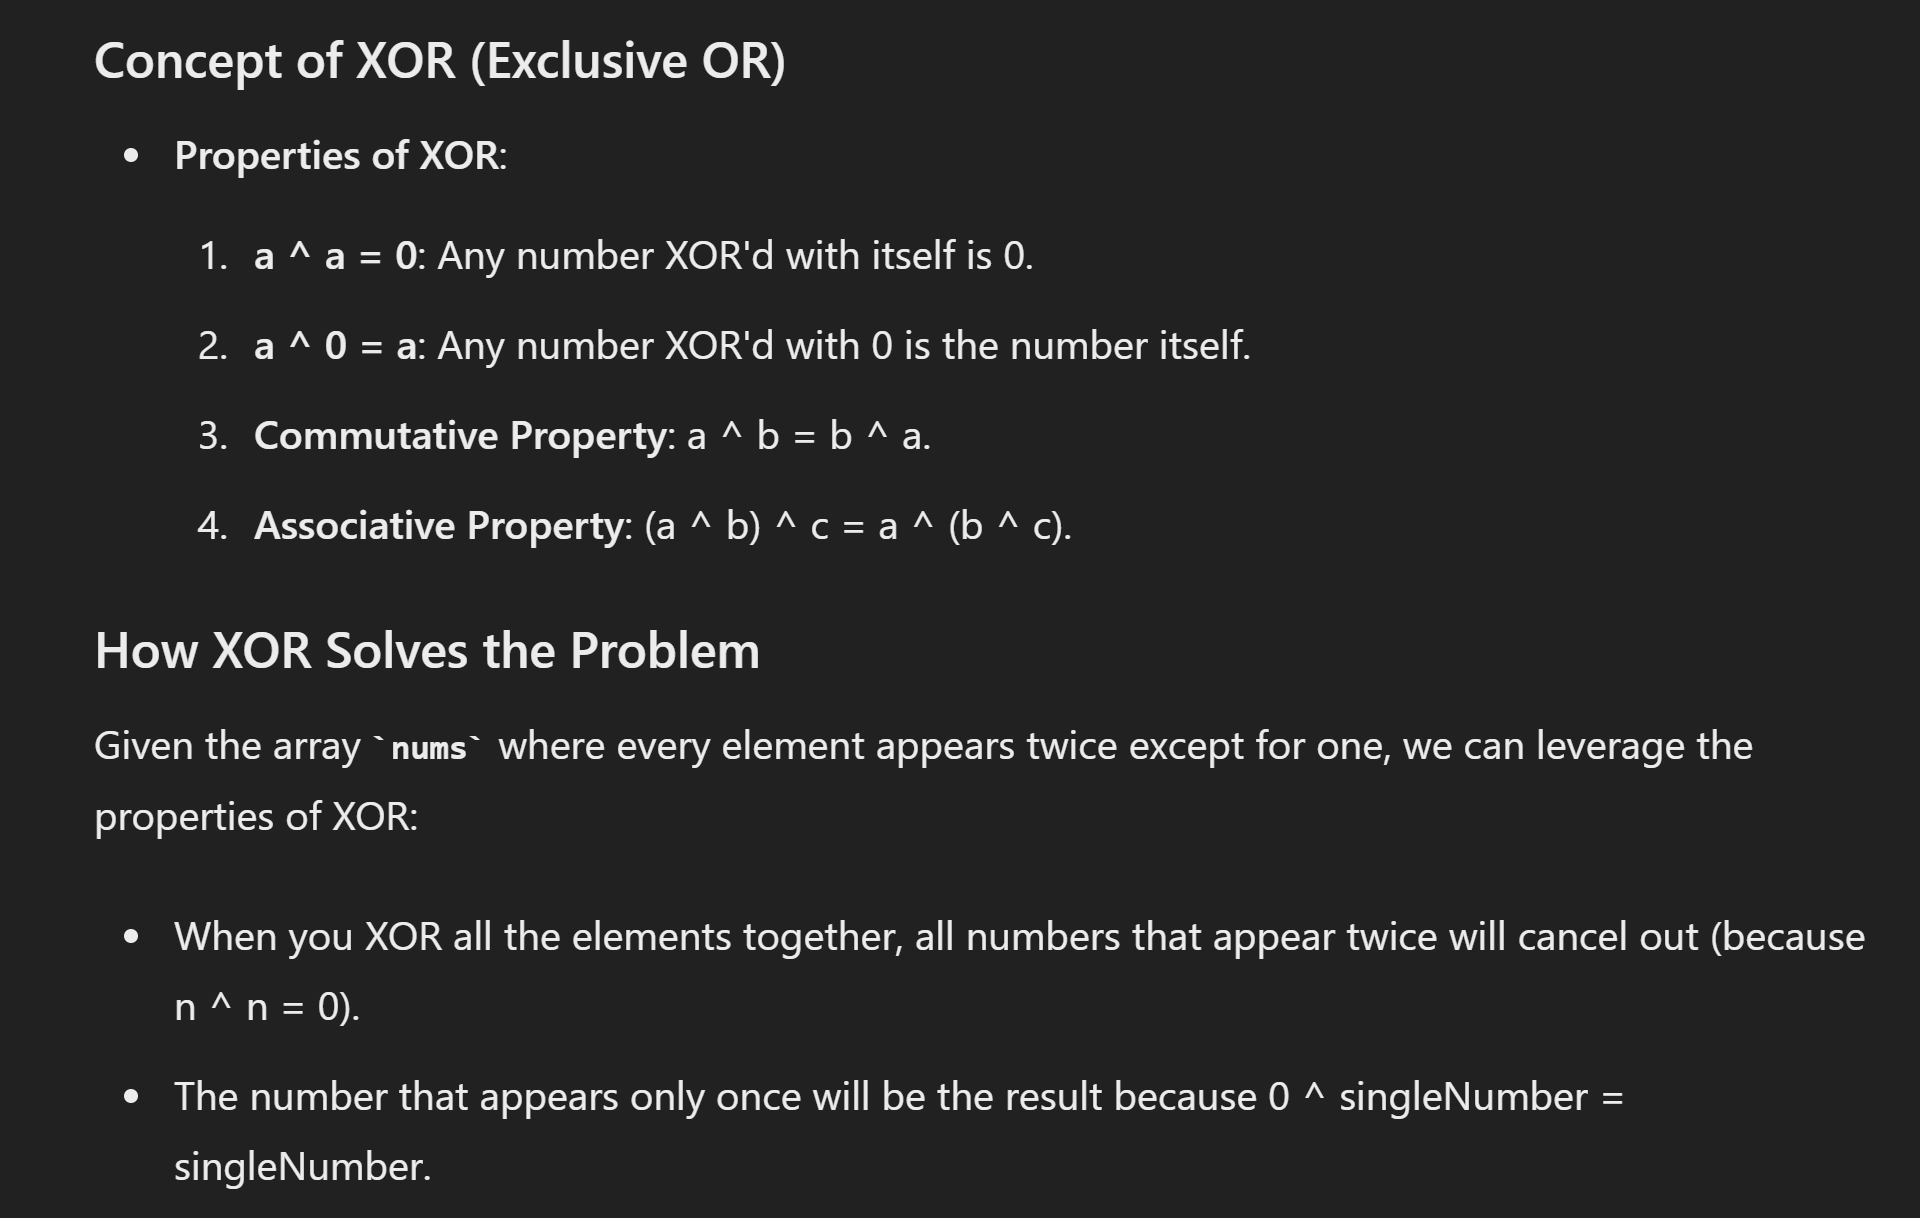 Concept of XOR (Exclusive OR)
• Properties of XOR:
1. a ^ a = 0: Any number XOR'd with itself is 0.
2. a ^ 0 = a: Any number XOR'd with 0 is the number itself.
3. Commutative Property: a ^ b = b ^ a.
4. Associative Property: (a ^ b) ^ c = a ^ (b ^ c).
How XOR Solves the Problem
Given the array `nums` where every element appears twice except for one, we can leverage the
properties of XOR:
• When you XOR all the elements together, all numbers that appear twice will cancel out (because
n ^ n = 0).
• The number that appears only once will be the result because 0 ^ singleNumber =
singleNumber.